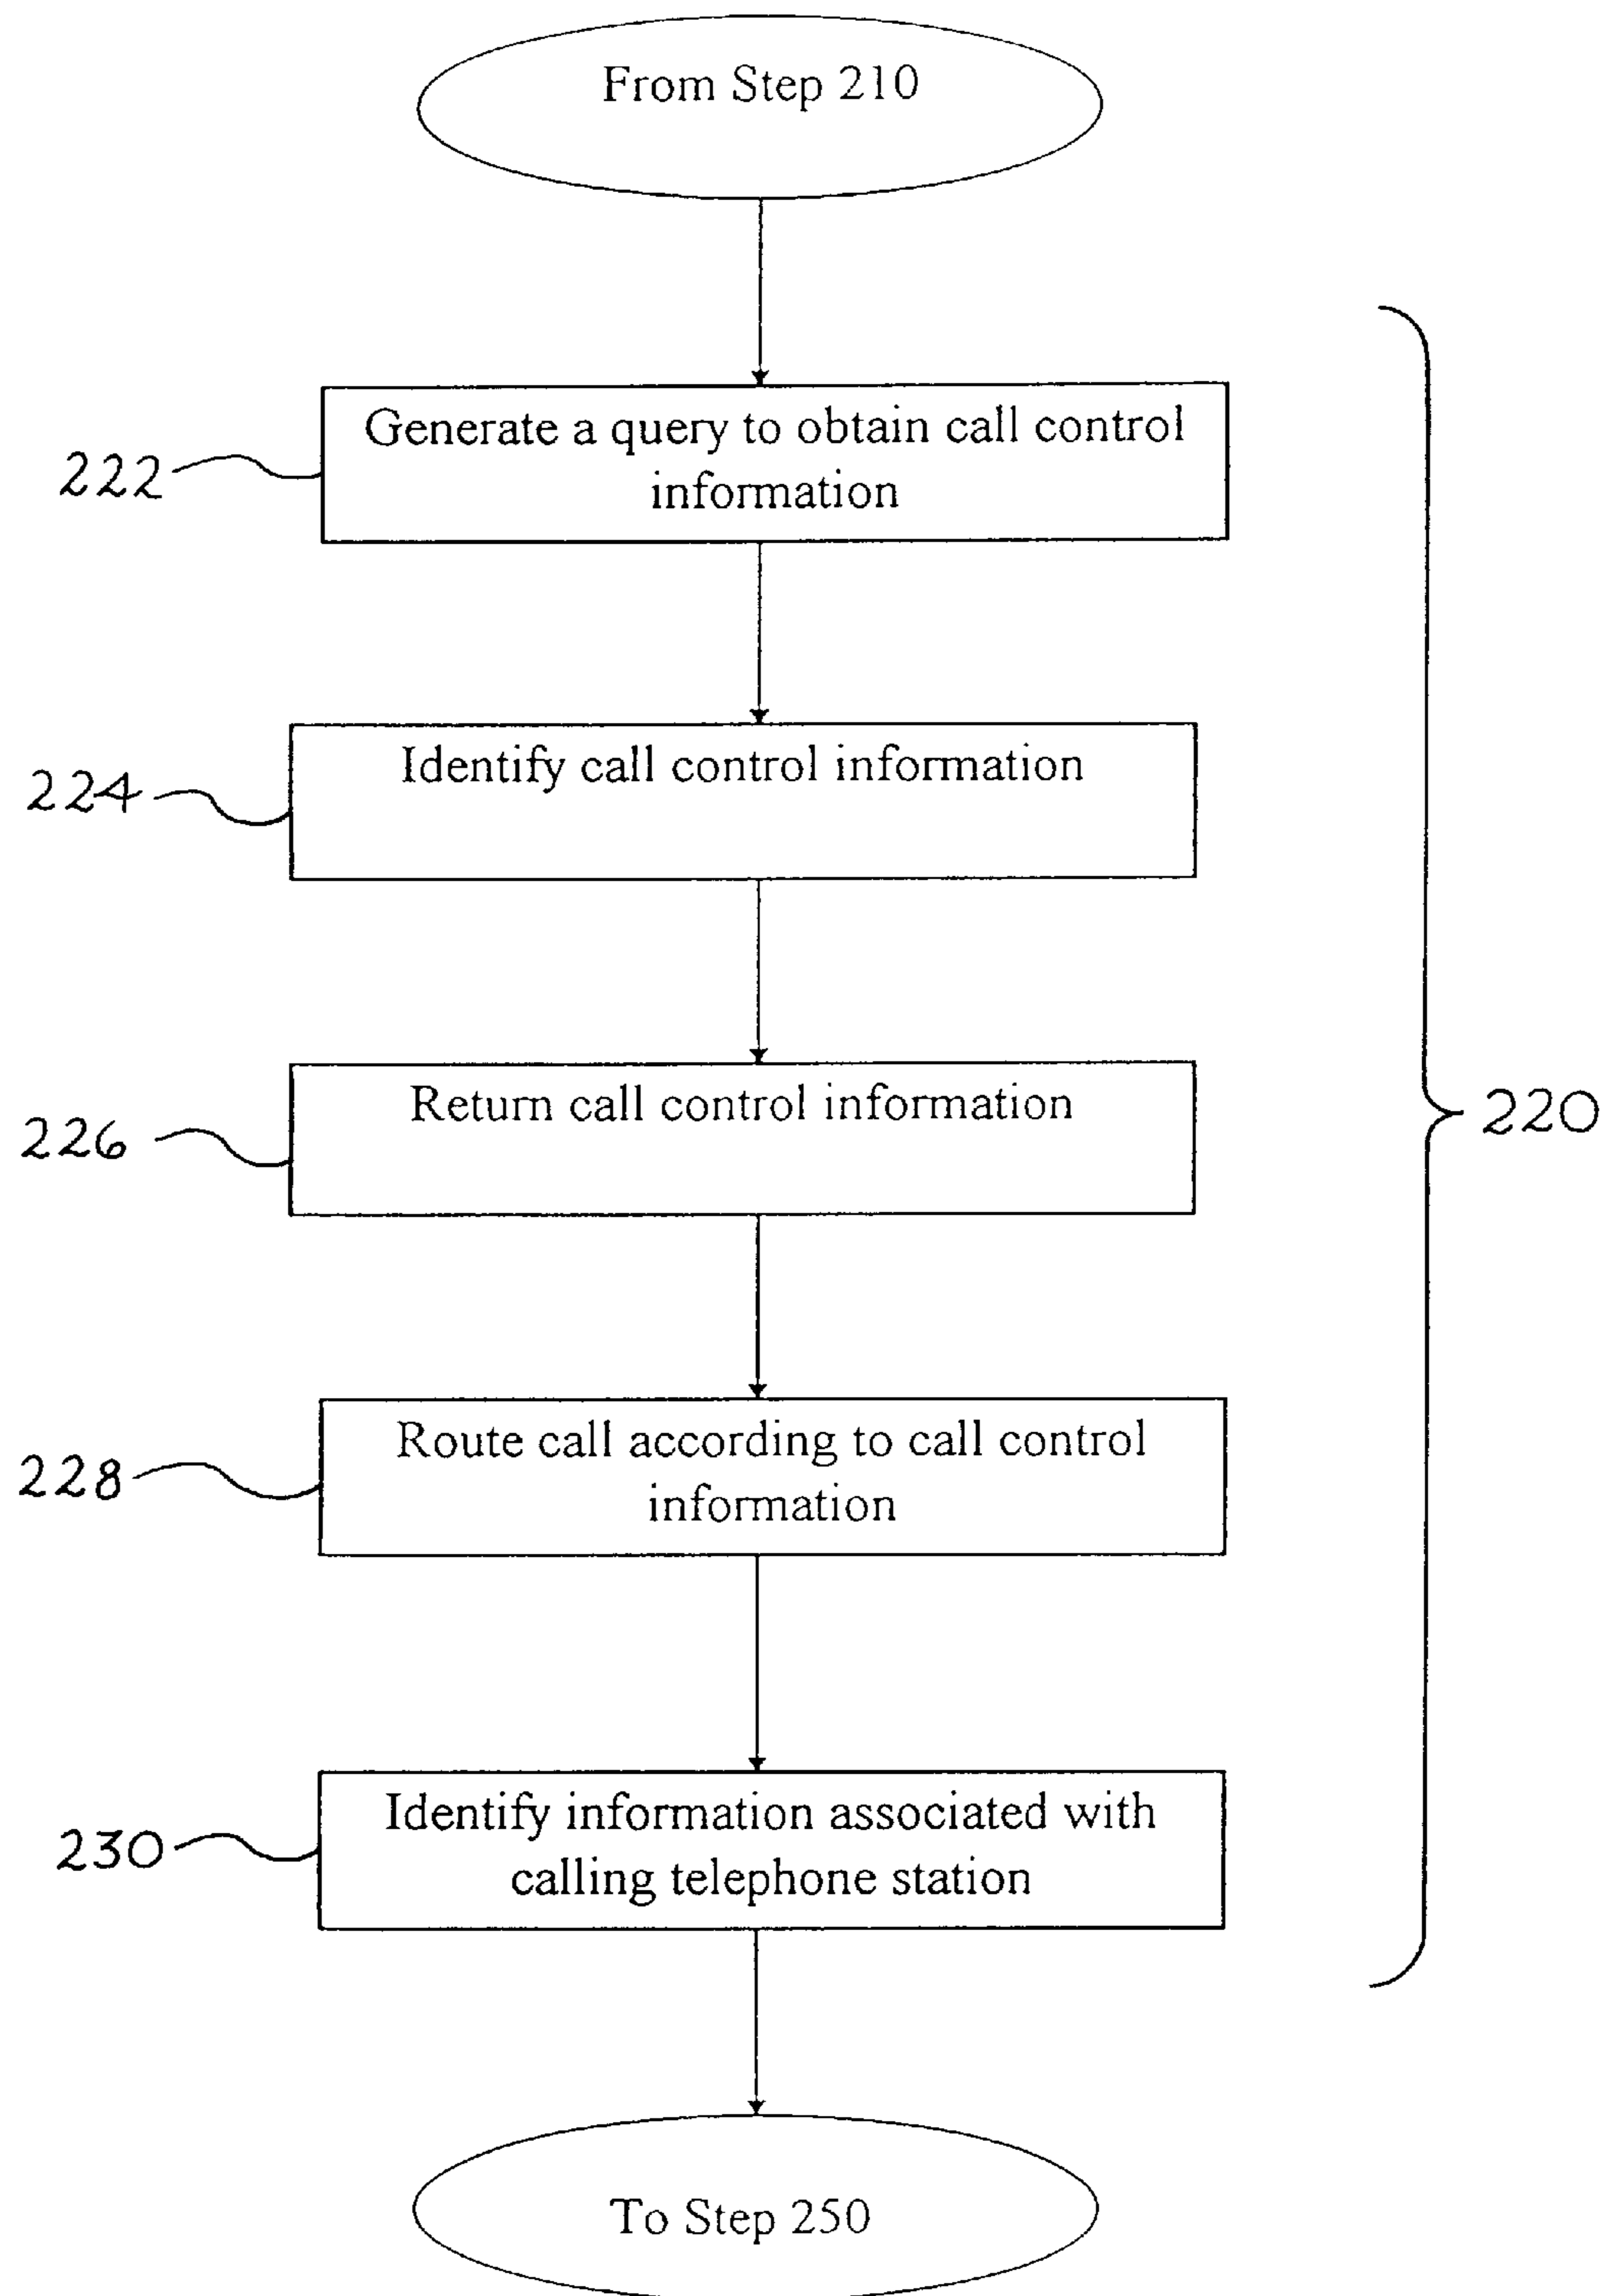 From Step 210
Generate a query to obtain call control
information
222
Identify call control information
224
Return call control information
226
220
Route call according to call control
information
228
Identify information associated with
calling telephone station
230
To Step 250